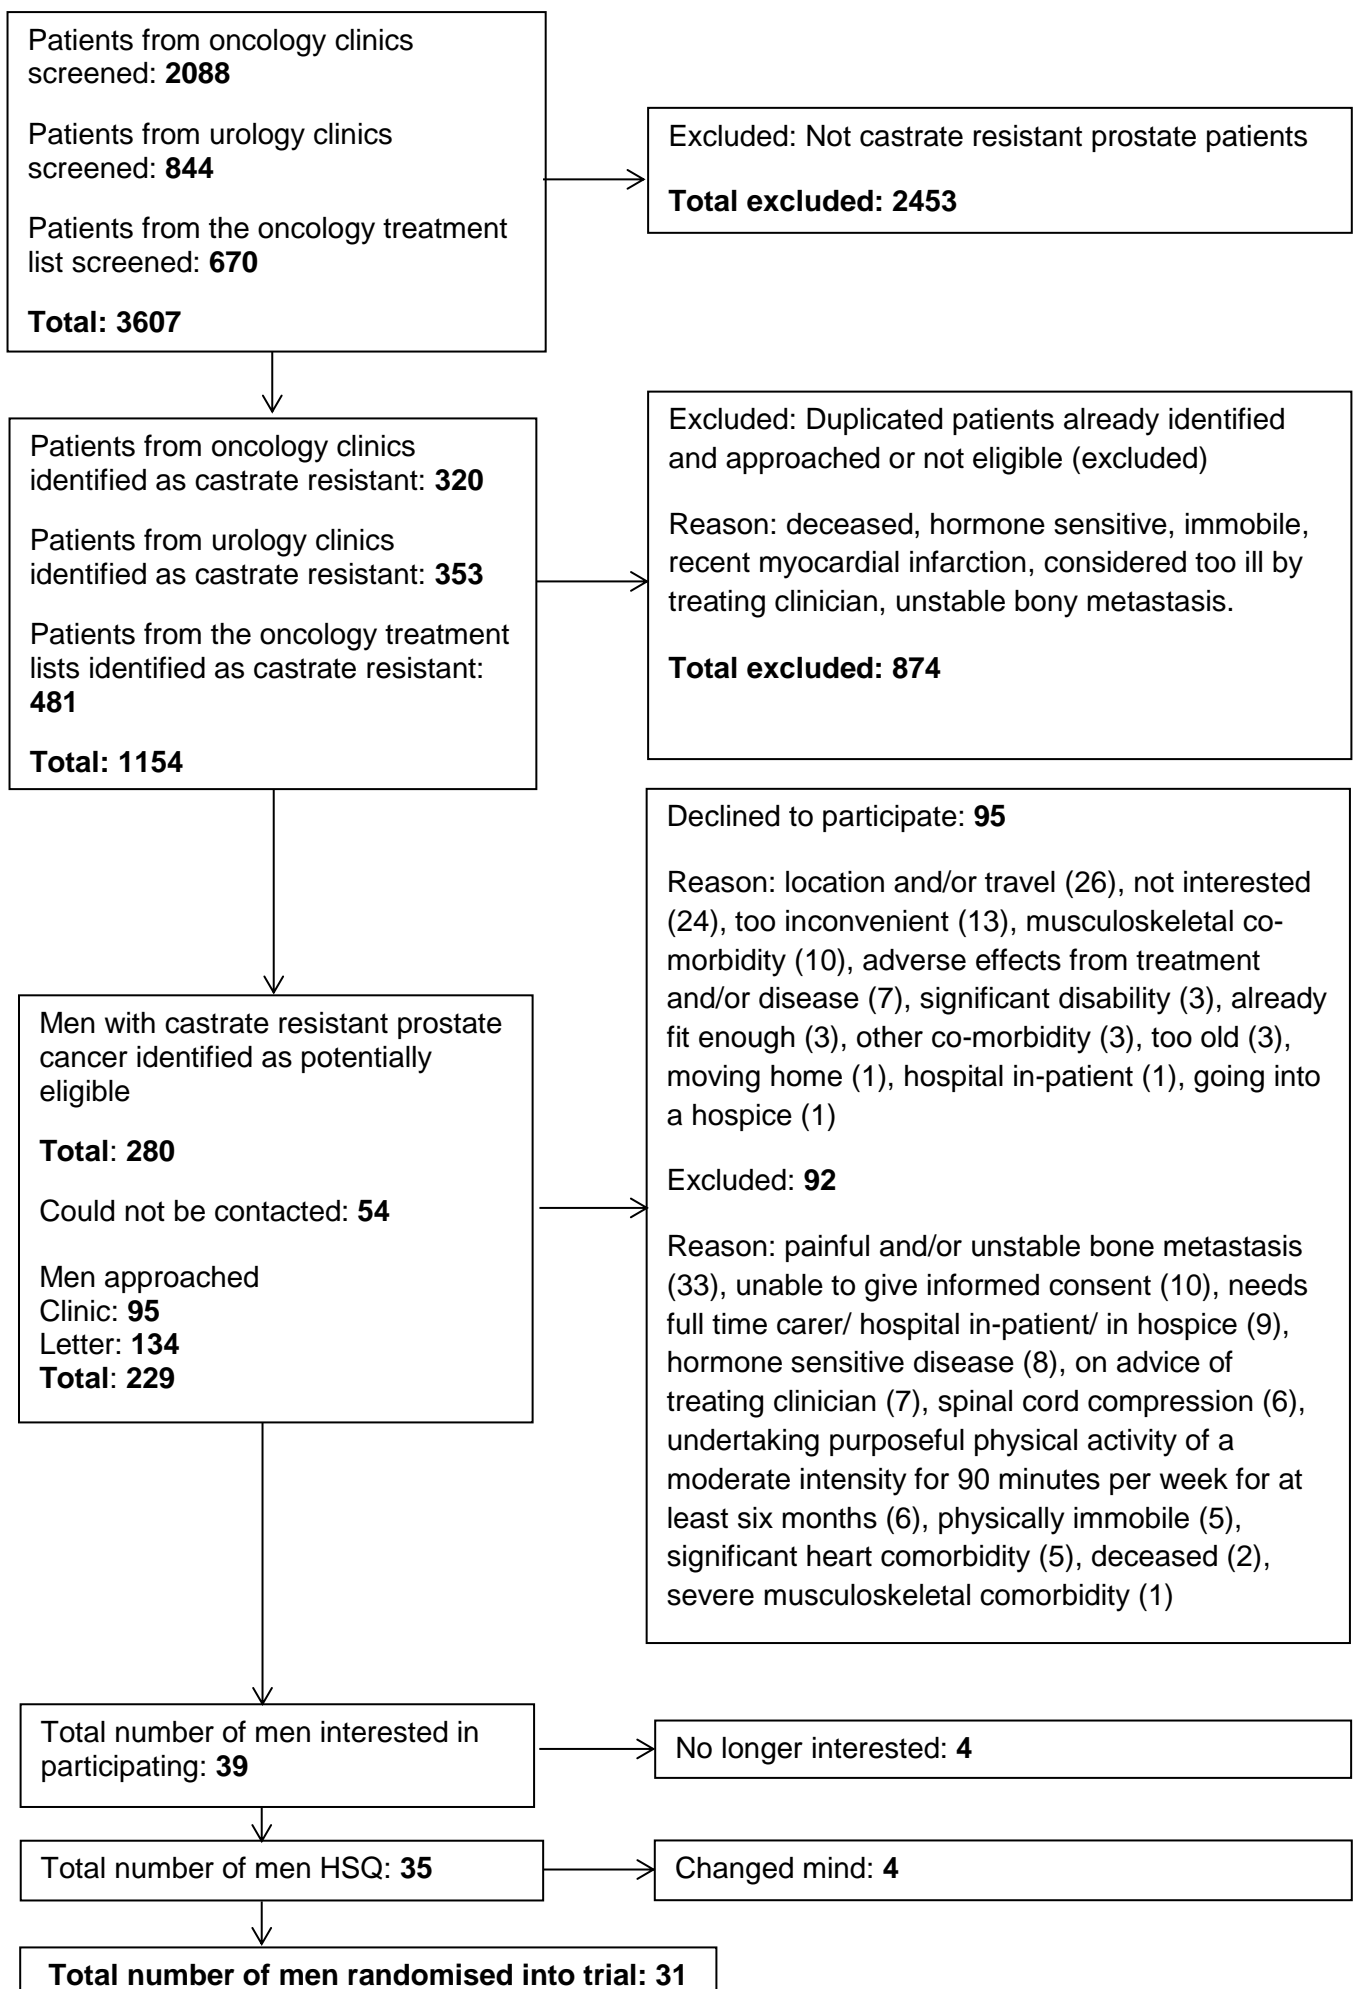 Patients from oncology clinics
screened: 2088
Patients from urology clinics
screened: 844
Patients from the oncology treatment
list screened: 670
Total: 3607
Excluded: Not castrate resistant prostate patients
Total excluded: 2453
Patients from oncology clinics
identified as castrate resistant: 320
Patients from urology clinics
identified as castrate resistant: 353
Patients from the oncology treatment
lists identified as castrate resistant:
481
Total: 1154
Excluded: Duplicated patients already identified
and approached or not eligible (excluded)
Reason: deceased, hormone sensitive, immobile,
recent myocardial infarction, considered too ill by
treating clinician, unstable bony metastasis.
Total excluded: 874
Men with castrate resistant prostate
cancer identified as potentially
eligible
Total: 280
Could not be contacted: 54
Men approached
Clinic: 95
Letter: 134
Total: 229
Declined to participate: 95
Reason: location and/or travel (26), not interested
(24), too inconvenient (13), musculoskeletal co-
morbidity (10), adverse effects from treatment
and/or disease (7), significant disability (3), already
fit enough (3), other co-morbidity (3), too old (3),
moving home (1), hospital in-patient (1), going into
a hospice (1)
Excluded: 92
Reason: painful and/or unstable bone metastasis
(33), unable to give informed consent (10), needs
full time carer/ hospital in-patient/ in hospice (9),
hormone sensitive disease (8), on advice of
treating clinician (7), spinal cord compression (6),
undertaking purposeful physical activity of a
moderate intensity for 90 minutes per week for at
least six months (6), physically immobile (5),
significant heart comorbidity (5), deceased (2),
severe musculoskeletal comorbidity (1)
Total number of men interested in
participating: 39
No longer interested: 4
Total number of men HSQ: 35
Changed mind: 4
Total number of men randomised into trial: 31